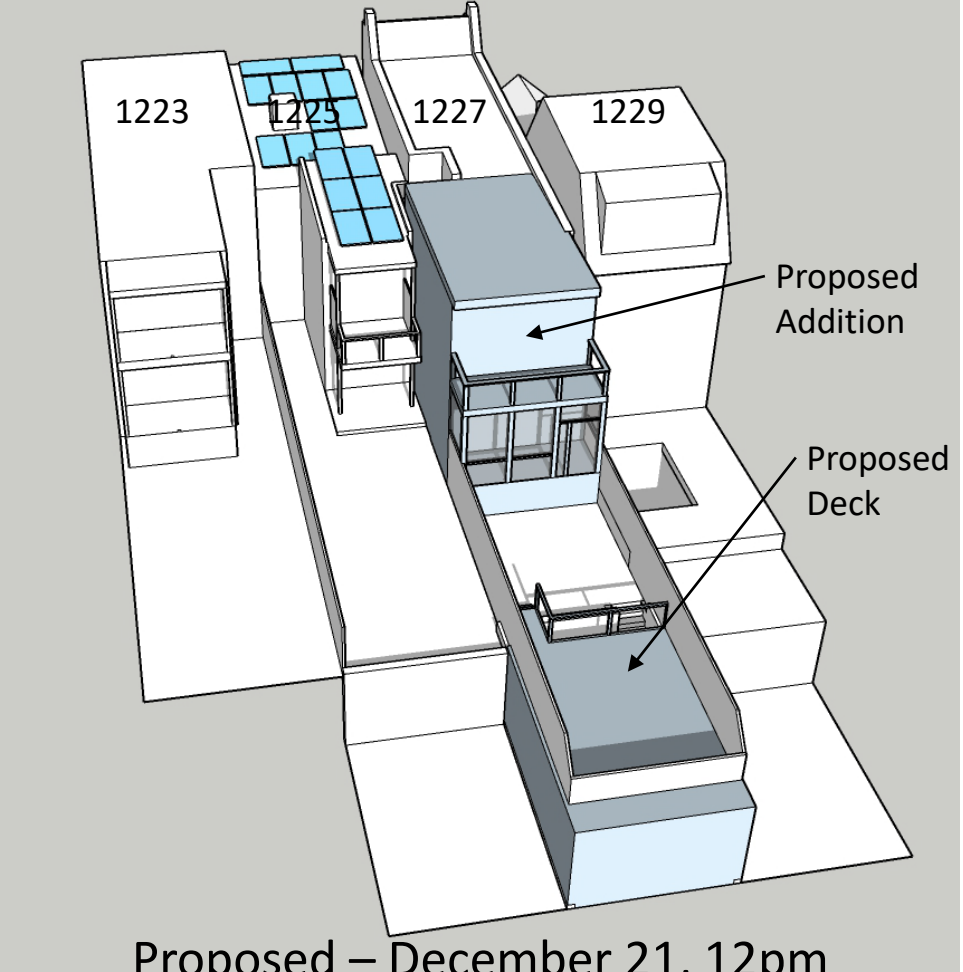 1223
1225
1227
1229
Proposed
Addition
Proposed
Deck
Proposed – December 21, 12pm